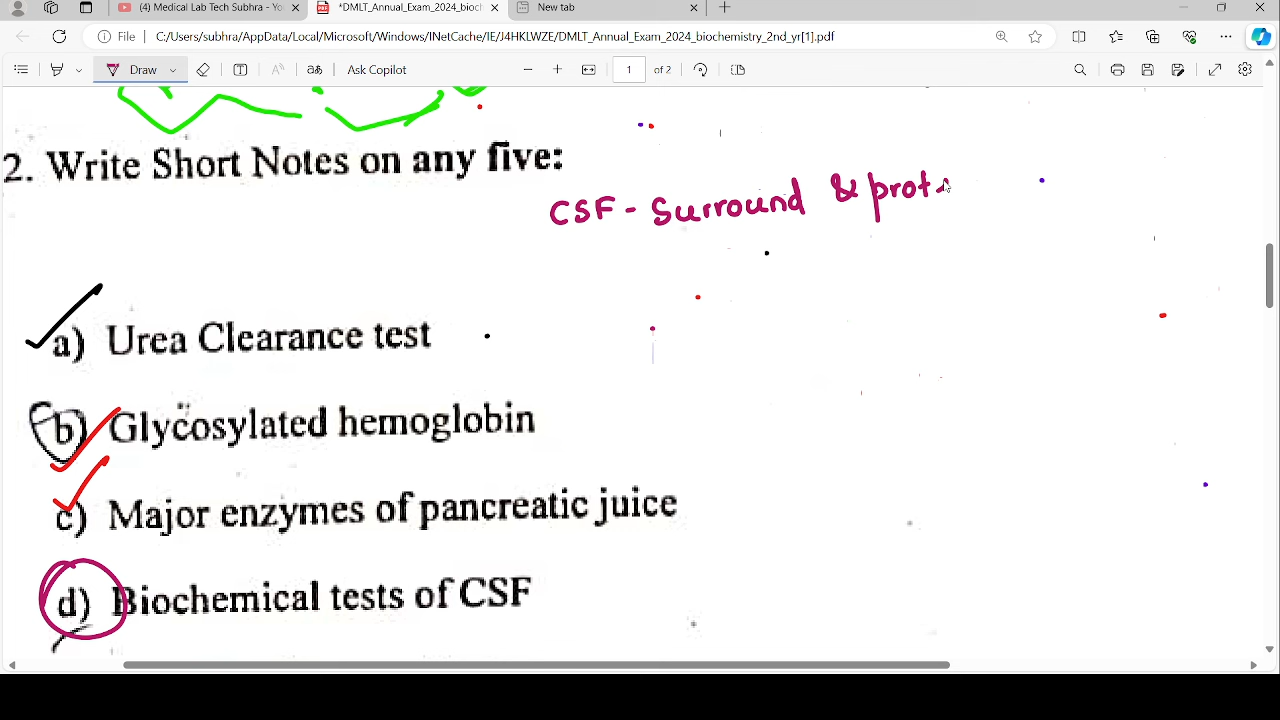 (4) Medical Lab Tech Subhra - Yo
*DMLT_Annual_Exam_2024_bioch
New tab
File
C:/Users/subhra/AppData/Local/Microsoft/Windows/INetCache/IE/J4HKLWZE/DMLT_Annual_Exam_2024_biochemistry_2nd_yr[1].pdf
Draw
Ask Copilot
1 of 2
2. Write Short Notes on any five:
CSF - Surround & prot
a) Urea Clearance test
b) Glycosylated hemoglobin
c) Major enzymes of pancreatic juice
d) Biochemical tests of CSF